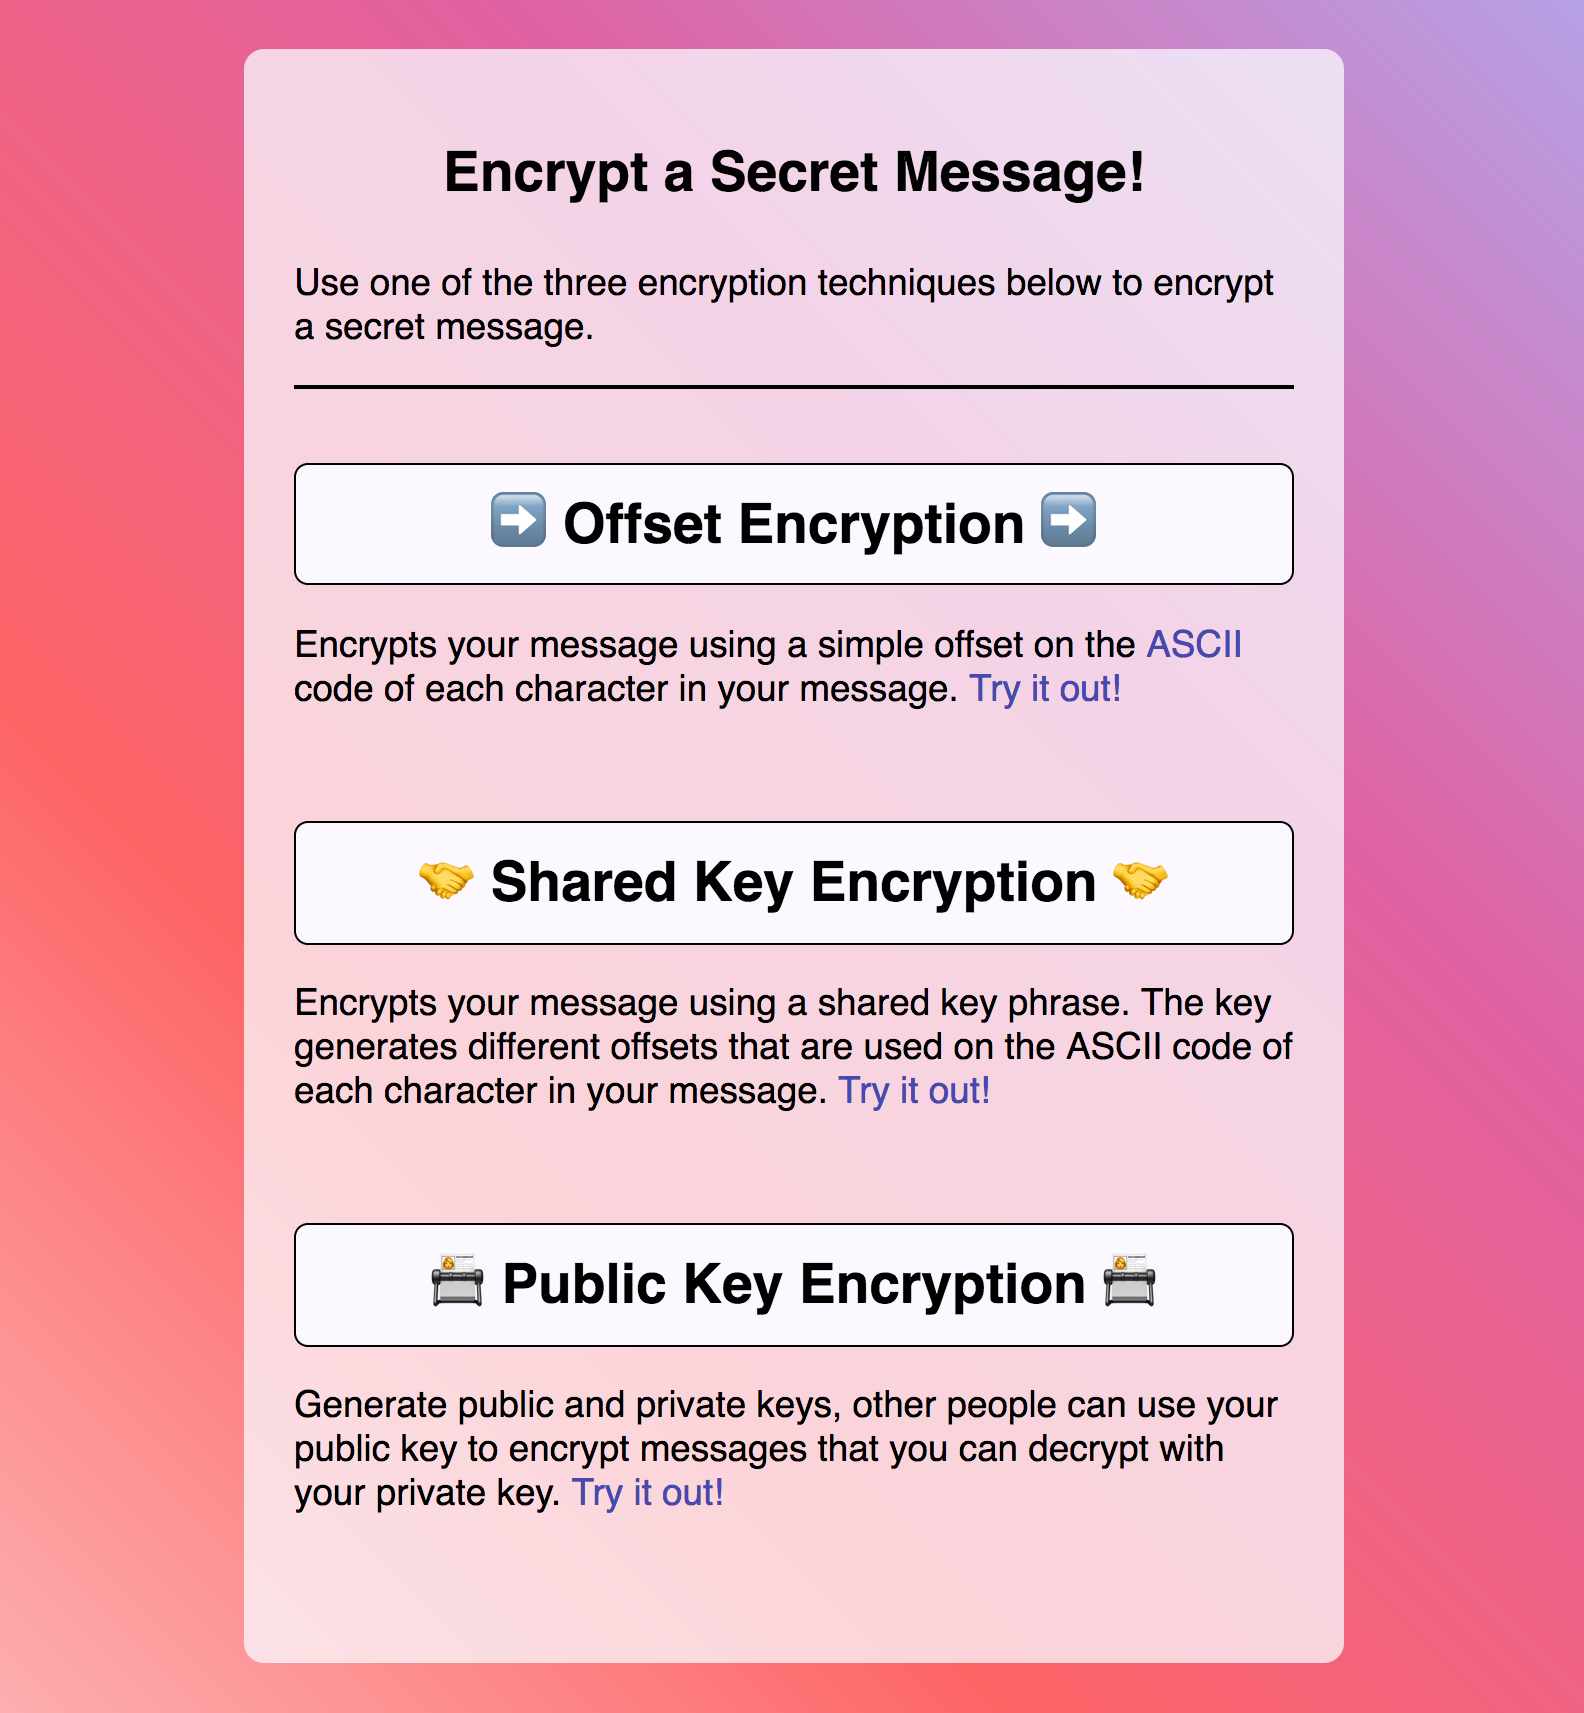 Encrypt a Secret Message!
Use one of the three encryption techniques below to encrypt
a secret message.
➡️ Offset Encryption ➡️
Encrypts your message using a simple offset on the ASCII
code of each character in your message. Try it out!
🤝 Shared Key Encryption 🤝
Encrypts your message using a shared key phrase. The key
generates different offsets that are used on the ASCII code of
each character in your message. Try it out!
Public Key Encryption
Generate public and private keys, other people can use your
public key to encrypt messages that you can decrypt with
your private key. Try it out!